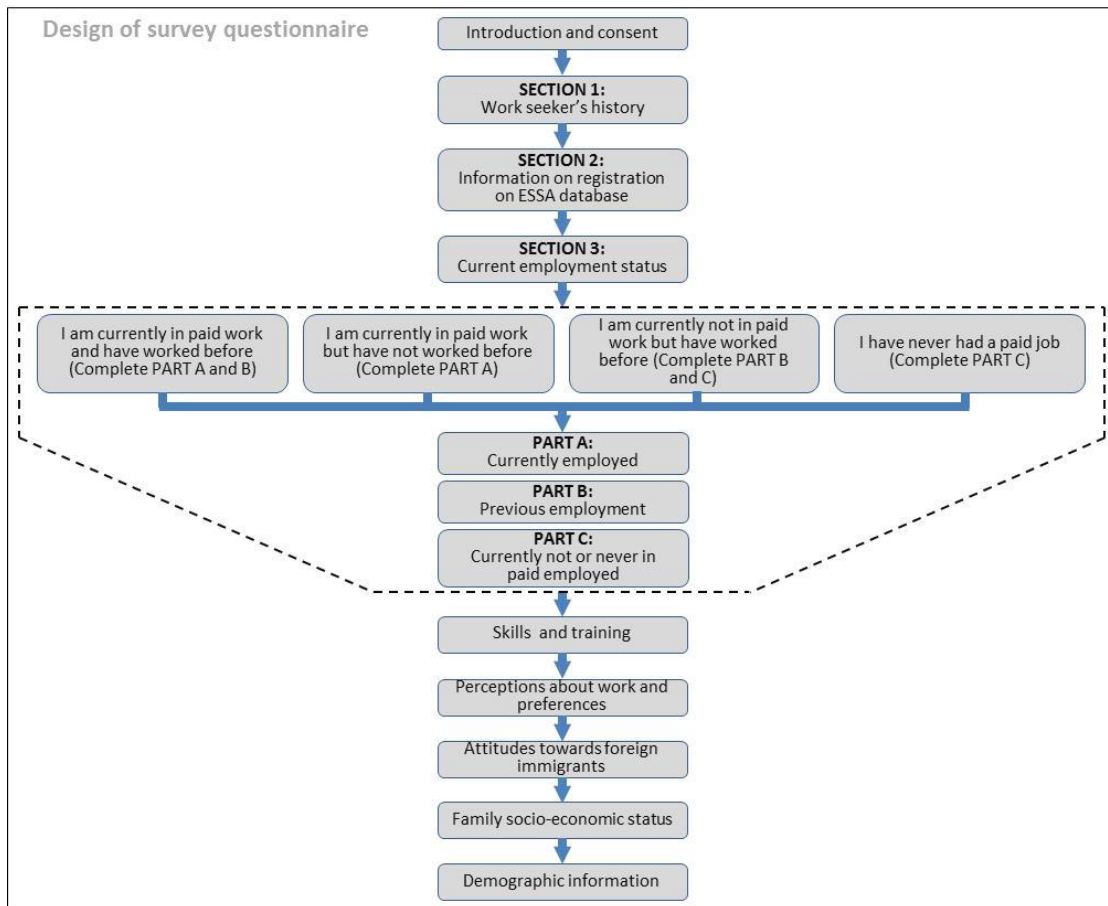 Design of survey questionnaire
Introduction and consent
SECTION 1:
Work seeker's history
SECTION 2:
Information on registration
on ESSA database
SECTION 3:
Current employment status
I am currently in paid work
and have worked before
(Complete PART A and B)
I am currently in paid work
but have not worked before
(Complete PART A)
I am currently not in paid
work but have worked
before (Complete PART B
and C)
I have never had a paid job
(Complete PART C)
PART A:
Currently employed
PART B:
Previous employment
PART C:
Currently not or never in
paid employed
Skills and training
Perceptions about work and
preferences
Attitudes towards foreign
immigrants
Family socio-economic status
Demographic information